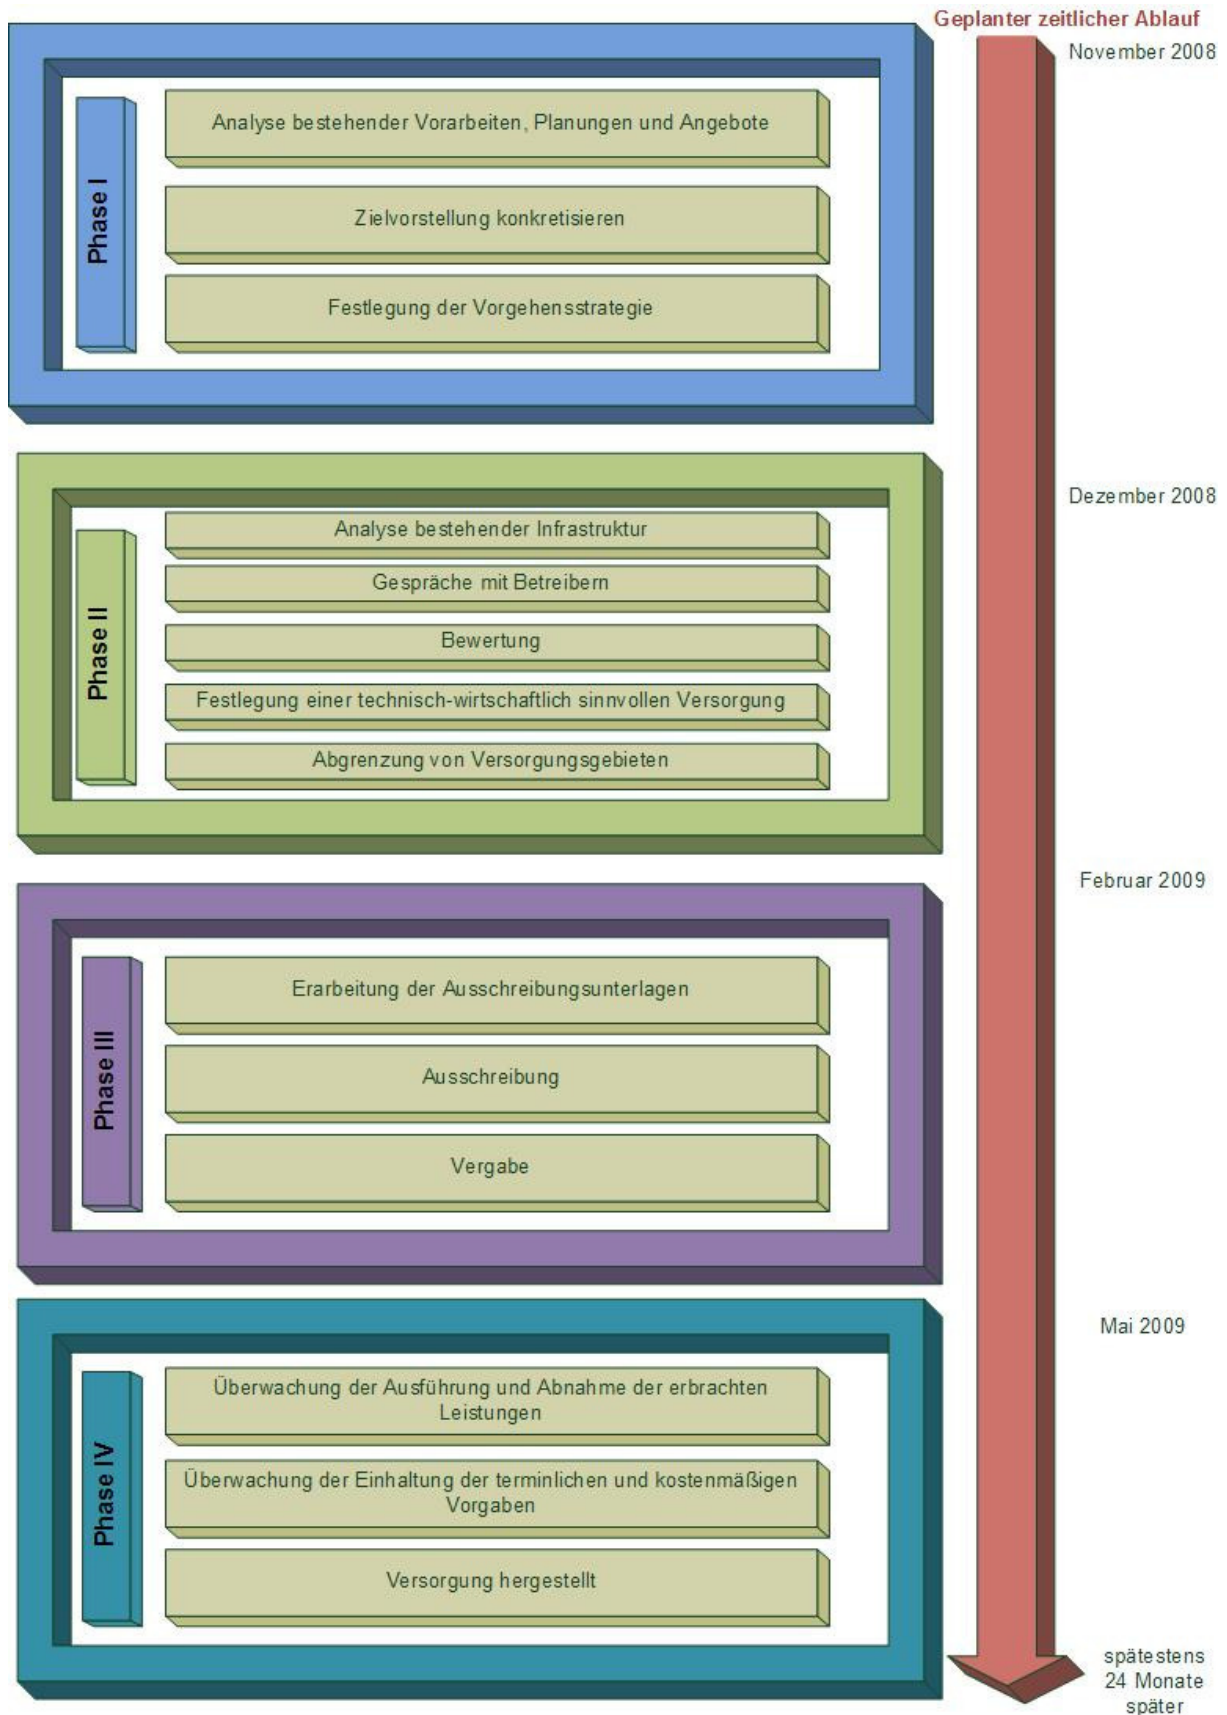 Geplanter zeitlicher Ablauf
November 2008
Phase I
Analyse bestehender Vorarbeiten, Planungen und Angebote
Zielvorstellung konkretisieren
Festlegung der Vorgehensstrategie
Dezember 2008
Phase II
Analyse bestehender Infrastruktur
Gespräche mit Betreibern
Bewertung
Festlegung einer technisch-wirtschaftlich sinnvollen Versorgung
Abgrenzung von Versorgungsgebieten
Februar 2009
Phase III
Erarbeitung der Ausschreibungsunterlagen
Ausschreibung
Vergabe
Mai 2009
Phase IV
Überwachung der Ausführung und Abnahme der erbrachten
Leistungen
Überwachung der Einhaltung der terminlichen und kostenmäßigen
Vorgaben
Versorgung hergestellt
spätestens
24 Monate
später